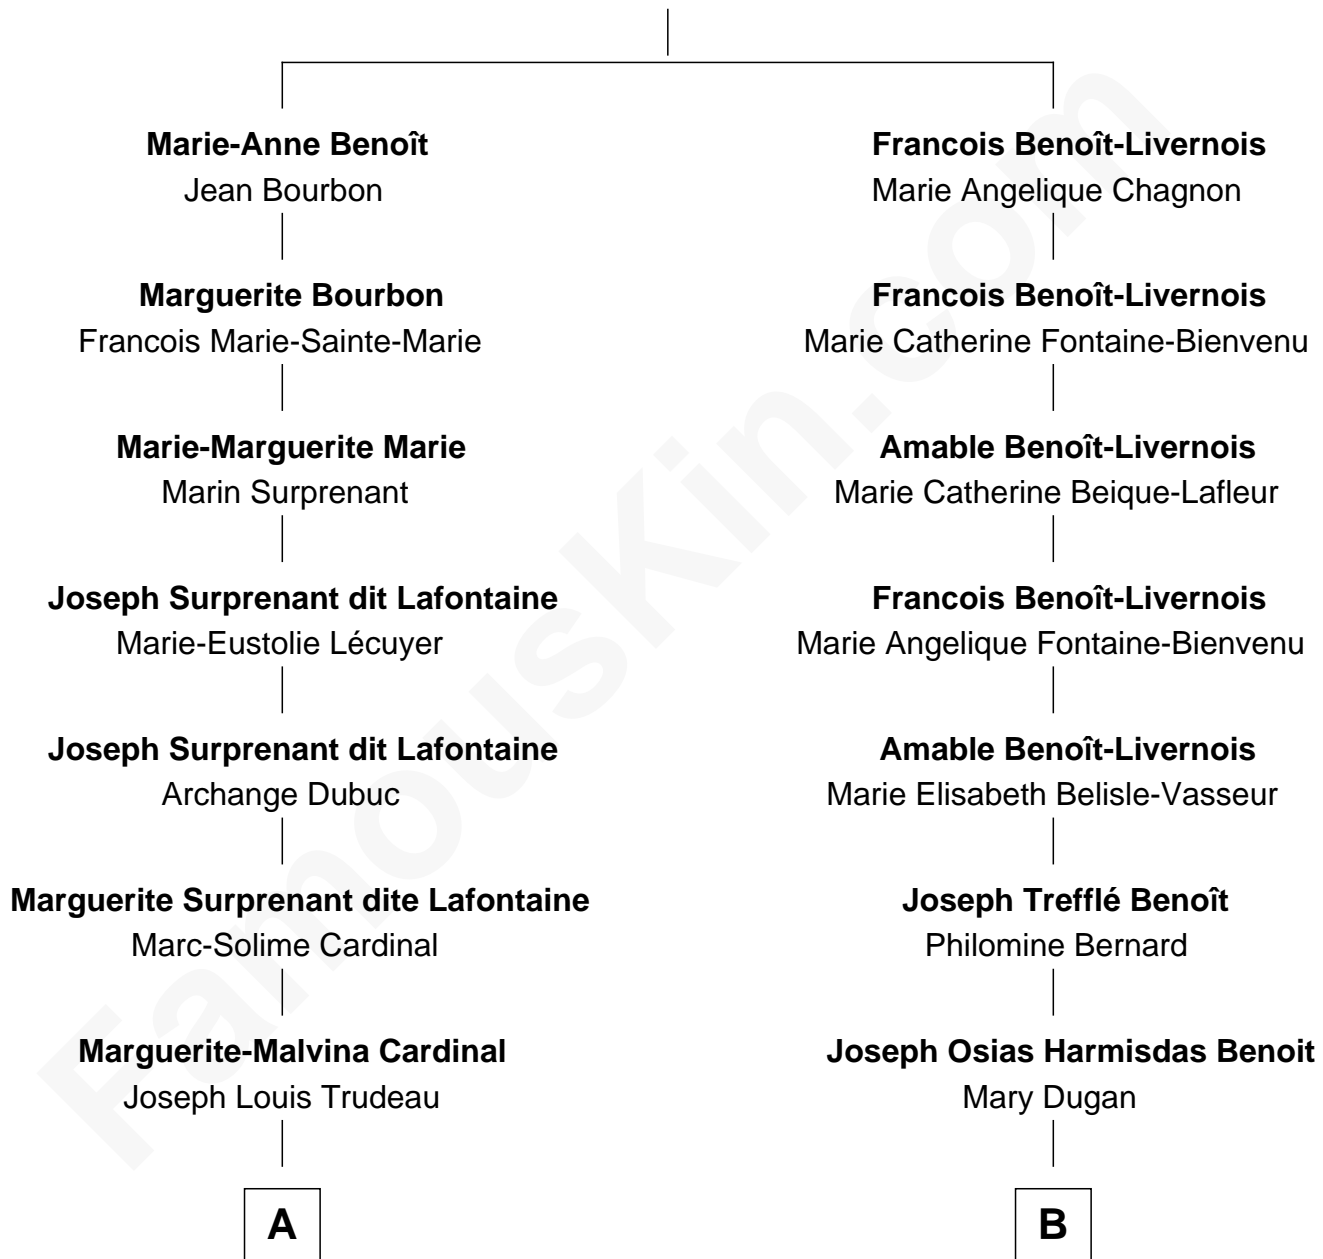 Marie-Anne Benoît
Jean Bourbon
Marguerite Bourbon
Francois Marie-Sainte-Marie
Marie-Marguerite Marie
Marin Surprenant
Joseph Surprenant dit Lafontaine
Marie-Eustolie Lécuyer
Joseph Surprenant dit Lafontaine
Archange Dubuc
Marguerite Surprenant dite Lafontaine
Marc-Solime Cardinal
Marguerite-Malvina Cardinal
Joseph Louis Trudeau
A
Francois Benoît-Livernois
Marie Angelique Chagnon
Francois Benoît-Livernois
Marie Catherine Fontaine-Bienvenu
Amable Benoît-Livernois
Marie Catherine Beique-Lafleur
Francois Benoît-Livernois
Marie Angelique Fontaine-Bienvenu
Amable Benoît-Livernois
Marie Elisabeth Belisle-Vasseur
Joseph Trefflé Benoît
Philomine Bernard
Joseph Osias Harmisdas Benoit
Mary Dugan
B
FamousKin.com